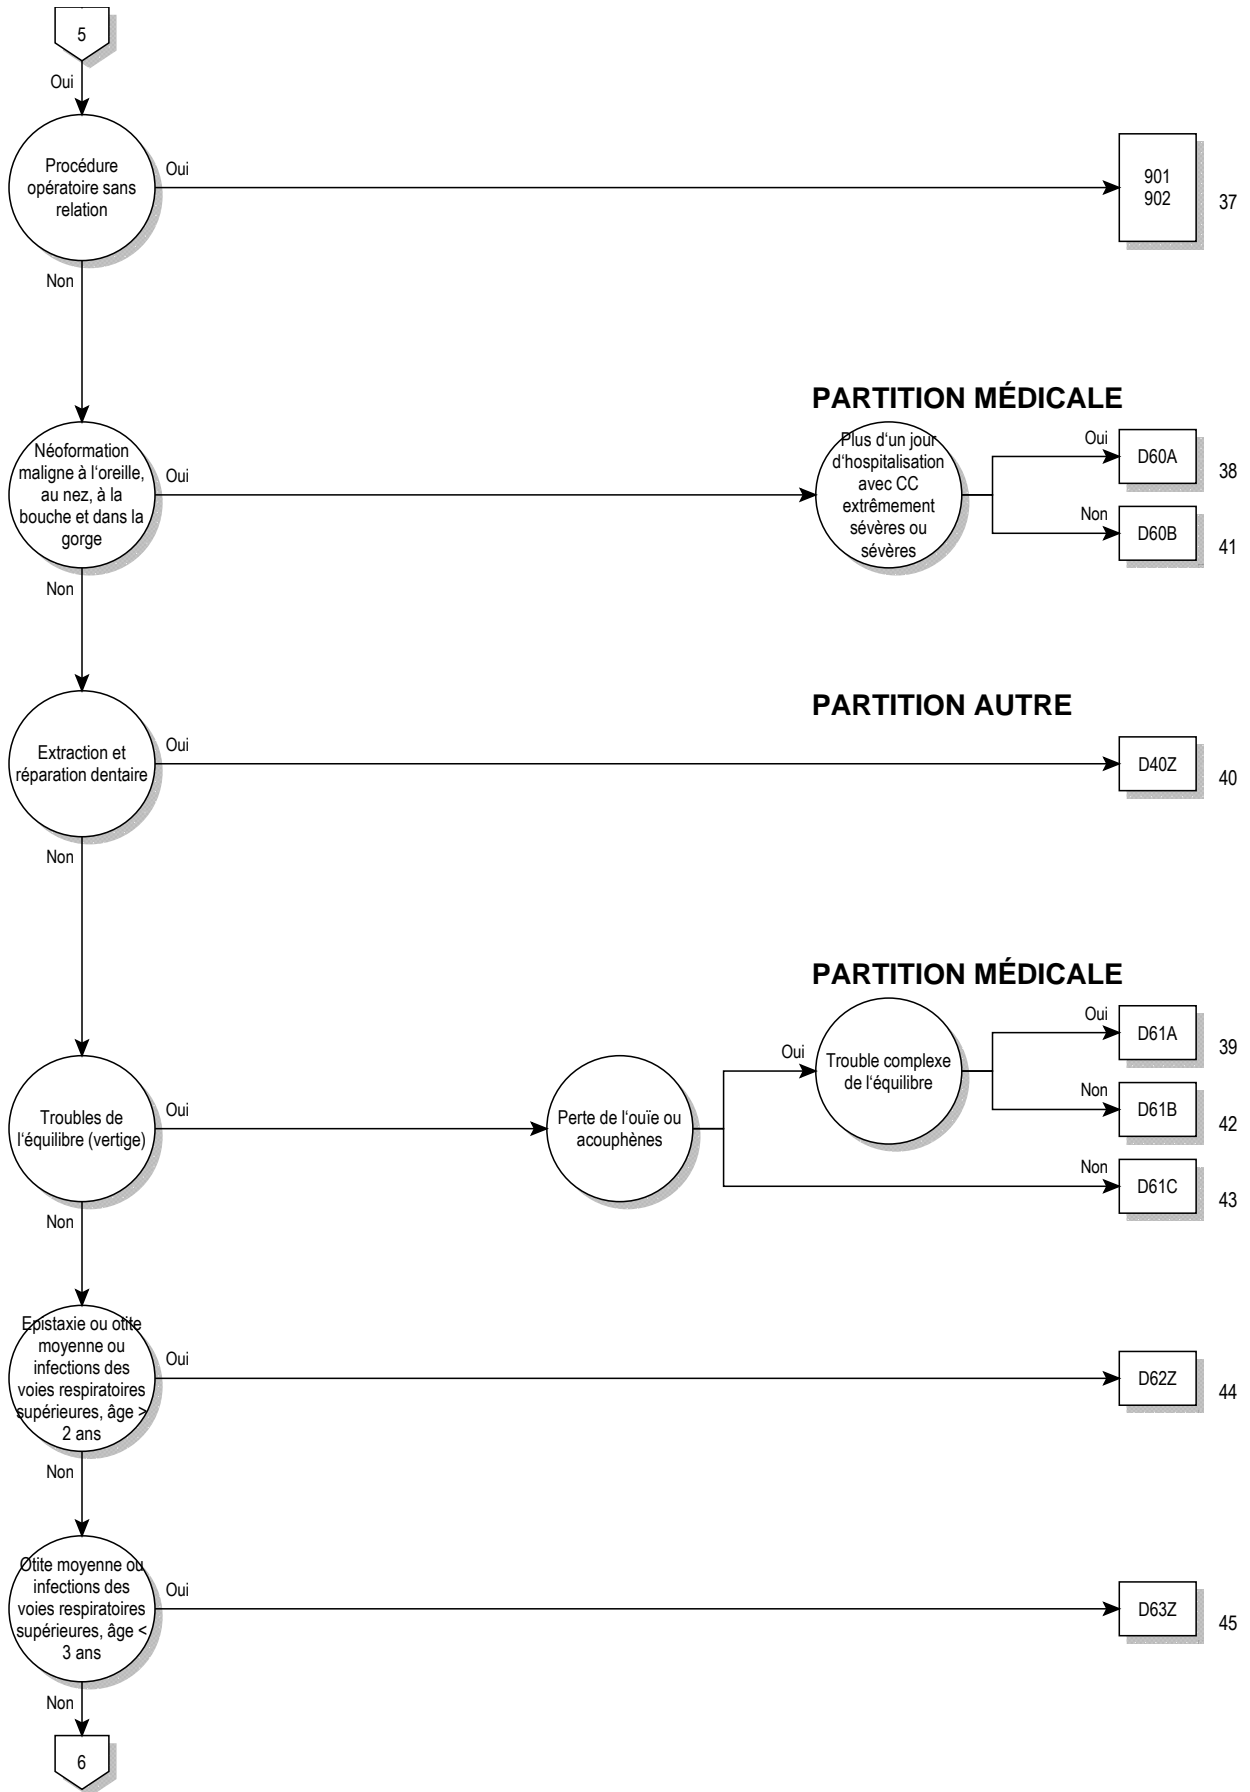 5
Oui
Procédure
opératoire sans
relation
Oui
901
902
37
Non
PARTITION MÉDICALE
Néoformation
maligne à l'oreille,
au nez, à la
bouche et dans la
gorge
Oui
Plus d'un jour
d'hospitalisation
avec CC
extrêmement
sévères ou
sévères
Oui
D60A
38
Non
D60B
41
Non
PARTITION AUTRE
Extraction et
réparation dentaire
Oui
D40Z
40
Non
PARTITION MÉDICALE
Troubles de
l'équilibre (vertige)
Oui
Perte de l'ouïe ou
acouphènes
Oui
Trouble complexe
de l'équilibre
Oui
D61A
39
Non
D61B
42
Non
D61C
43
Non
Epistaxie ou otite
moyenne ou
infections des
voies respiratoires
supérieures, âge >
2 ans
Oui
D62Z
44
Non
Otite moyenne ou
infections des
voies respiratoires
supérieures, âge <
3 ans
Oui
D63Z
45
Non
6